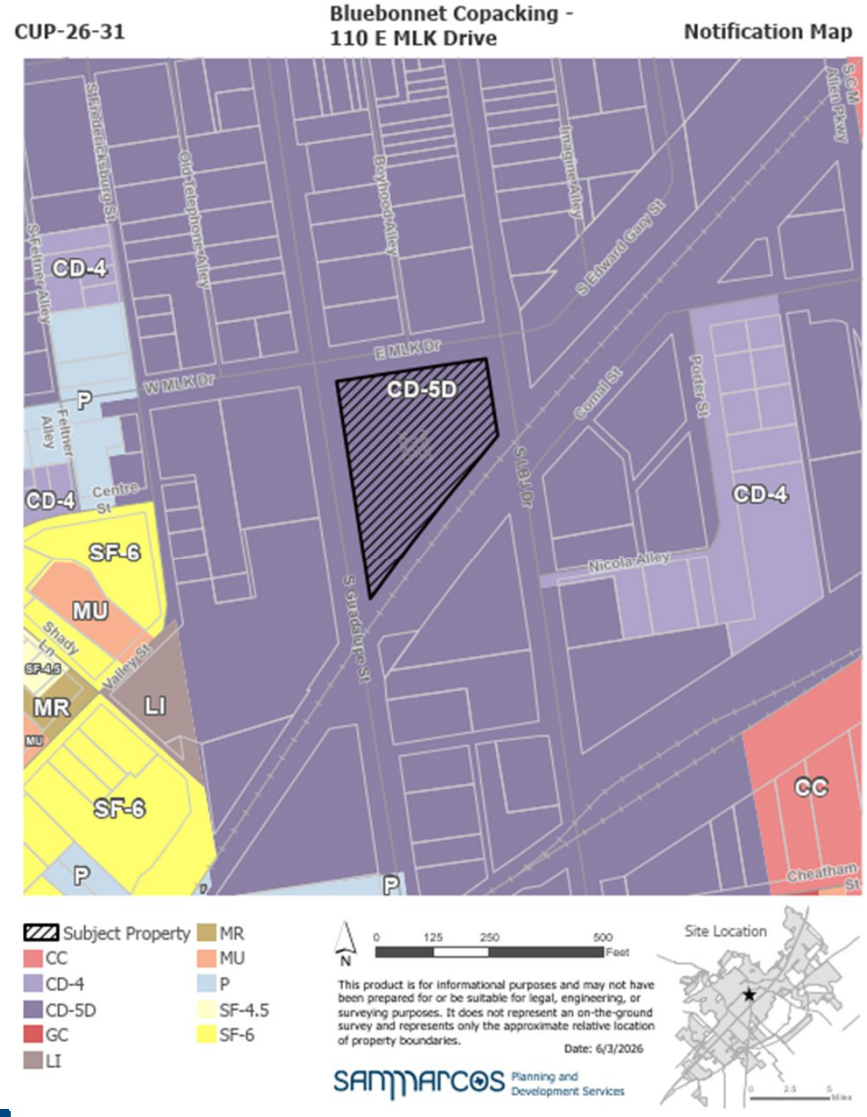 CUP-26-31
Bluebonnet Copacking -
110 E MLK Drive
Notification Map
S C M
Allen Pkwy
S Fredericksburg St
Old Telephone Alley
Boyhood Alley
Imagine Alley
S Edward Gary St
S Feltner Alley
CD-4
E MLK Dr
W MLK Dr
CD-5D
Comal St
Porter St
P
Feltner
Alley
S LBJ Dr
CD-4
Centre
St
CD-4
SF-6
Nicola Alley
MU
S Guadalupe St
Shady
Ln
Valley St
SF-4.5
MR
LI
MU
CC
SF-6
P
P
Cheatham
St
Subject Property
CC
CD-4
CD-5D
GC
LI
MR
MU
P
SF-4.5
SF-6
N
0 125 250 500
Feet
This product is for informational purposes and may not have
been prepared for or be suitable for legal, engineering, or
surveying purposes. It does not represent an on-the-ground
survey and represents only the approximate relative location
of property boundaries.
Date: 6/3/2026
SANMARCOS
Planning and
Development Services
Site Location
0 2.5 5
Miles